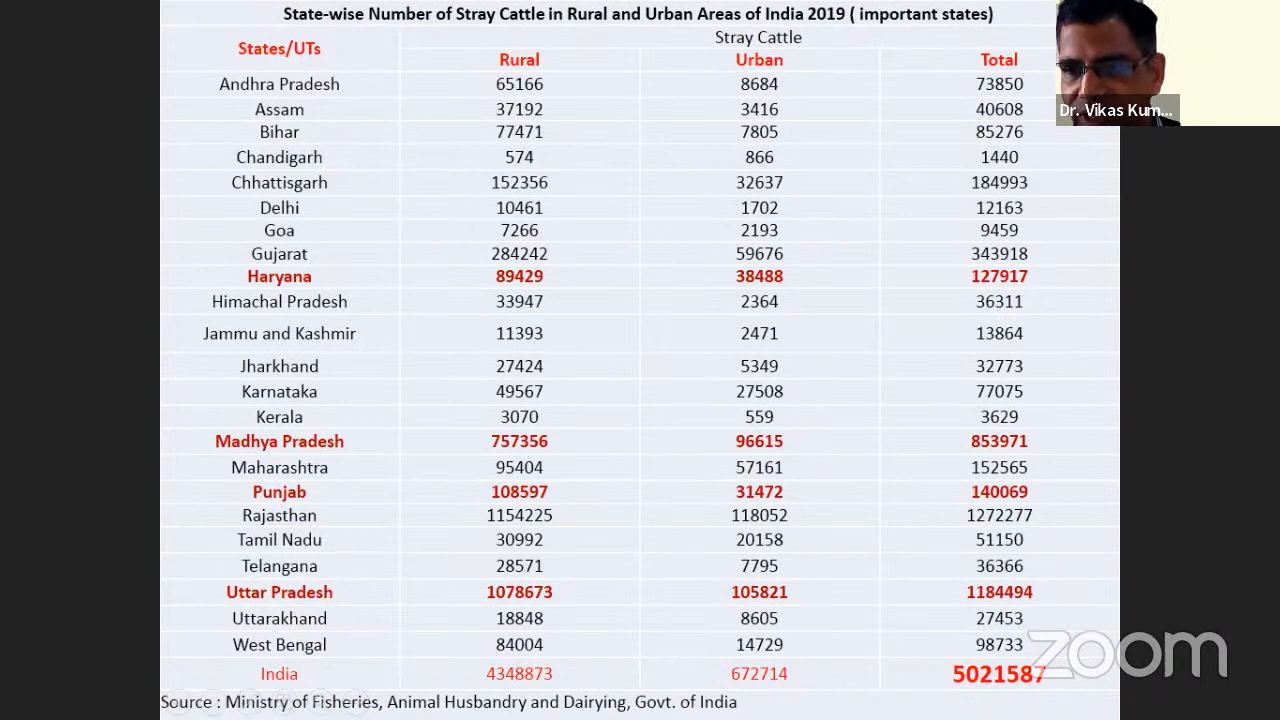 State-wise Number of Stray Cattle in Rural and Urban Areas of India 2019 ( important states)
States/UTs Stray Cattle
Rural Urban Total
Andhra Pradesh 65166 8684 73850
Assam 37192 3416 40608
Bihar 77471 7805 85276
Chandigarh 574 866 1440
Chhattisgarh 152356 32637 184993
Delhi 10461 1702 12163
Goa 7266 2193 9459
Gujarat 284242 59676 343918
Haryana 89429 38488 127917
Himachal Pradesh 33947 2364 36311
Jammu and Kashmir 11393 2471 13864
Jharkhand 27424 5349 32773
Karnataka 49567 27508 77075
Kerala 3070 559 3629
Madhya Pradesh 757356 96615 853971
Maharashtra 95404 57161 152565
Punjab 108597 31472 140069
Rajasthan 1154225 118052 1272277
Tamil Nadu 30992 20158 51150
Telangana 28571 7795 36366
Uttar Pradesh 1078673 105821 1184494
Uttarakhand 18848 8605 27453
West Bengal 84004 14729 98733
India 4348873 672714 5021587
Source : Ministry of Fisheries, Animal Husbandry and Dairying, Govt. of India
Dr. Vikas Kum...
zoom